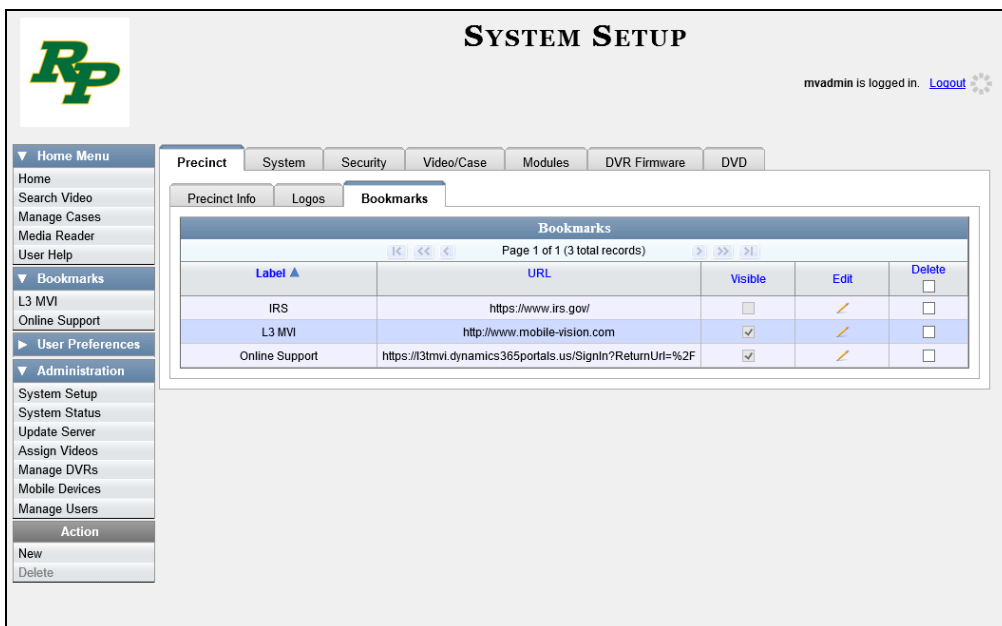 SYSTEM SETUP
RP
mvadmin is logged in. Logout
Home Menu
Home
Search Video
Manage Cases
Media Reader
User Help
Bookmarks
L3 MVI
Online Support
User Preferences
Administration
System Setup
System Status
Update Server
Assign Videos
Manage DVRs
Mobile Devices
Manage Users
Action
New
Delete
Precinct System Security Video/Case Modules DVR Firmware DVD
Precinct Info Logos Bookmarks
Bookmarks
Page 1 of 1 (3 total records)
Label URL Visible Edit Delete
IRS https://www.irs.gov/
L3 MVI http://www.mobile-vision.com
Online Support https://l3tmvi.dynamics365portals.us/SignIn?ReturnUrl=%2F